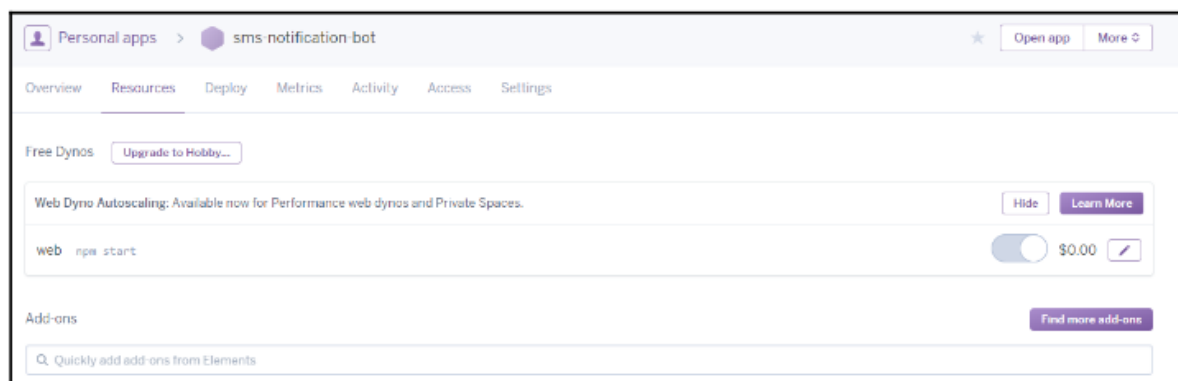 Personal apps > sms-notification-bot
Open app More
Overview Resources Deploy Metrics Activity Access Settings
Free Dynos Upgrade to Hobby...
Web Dyno Autoscaling: Available now for Performance web dynos and Private Spaces. Hide Learn More
web npm start $0.00
Add-ons Find more add-ons
Quickly add add-ons from Elements